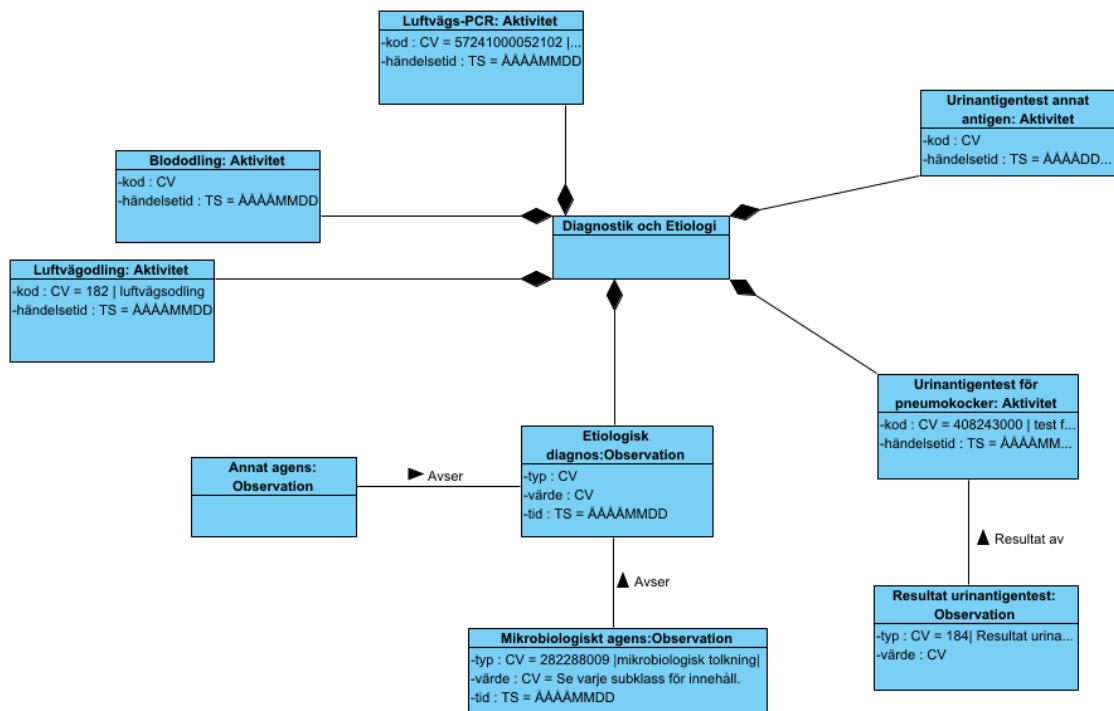 Luftvägs-PCR: Aktivitet
-kod : CV = 57241000052102 |...
-händelsetid : TS = ÅÅÅÅMMDD
Urinantigentest annat
antigen: Aktivitet
-kod : CV
-händelsetid : TS = ÅÅÅÅDD...
Blododling: Aktivitet
-kod : CV
-händelsetid : TS = ÅÅÅÅMMDD
Diagnostik och Etiologi
Luftvägodling: Aktivitet
-kod : CV = 182 | luftvägsodling
-händelsetid : TS = ÅÅÅÅMMDD
Urinantigentest för
pneumokocker: Aktivitet
-kod : CV = 408243000 | test f...
-händelsetid : TS = ÅÅÅÅMM...
Etiologisk
diagnos:Observation
-typ : CV
-värde : CV
-tid : TS = ÅÅÅÅMMDD
Annat agens:
Observation
Avser
Resultat av
Avser
Resultat urinantigentest:
Observation
-typ : CV = 184| Resultat urina...
-värde : CV
Mikrobiologiskt agens:Observation
-typ : CV = 282288009 |mikrobiologisk tolkning|
-värde : CV = Se varje subklass för innehåll.
-tid : TS = ÅÅÅÅMMDD